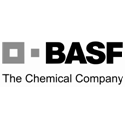 BASF
The Chemical Company